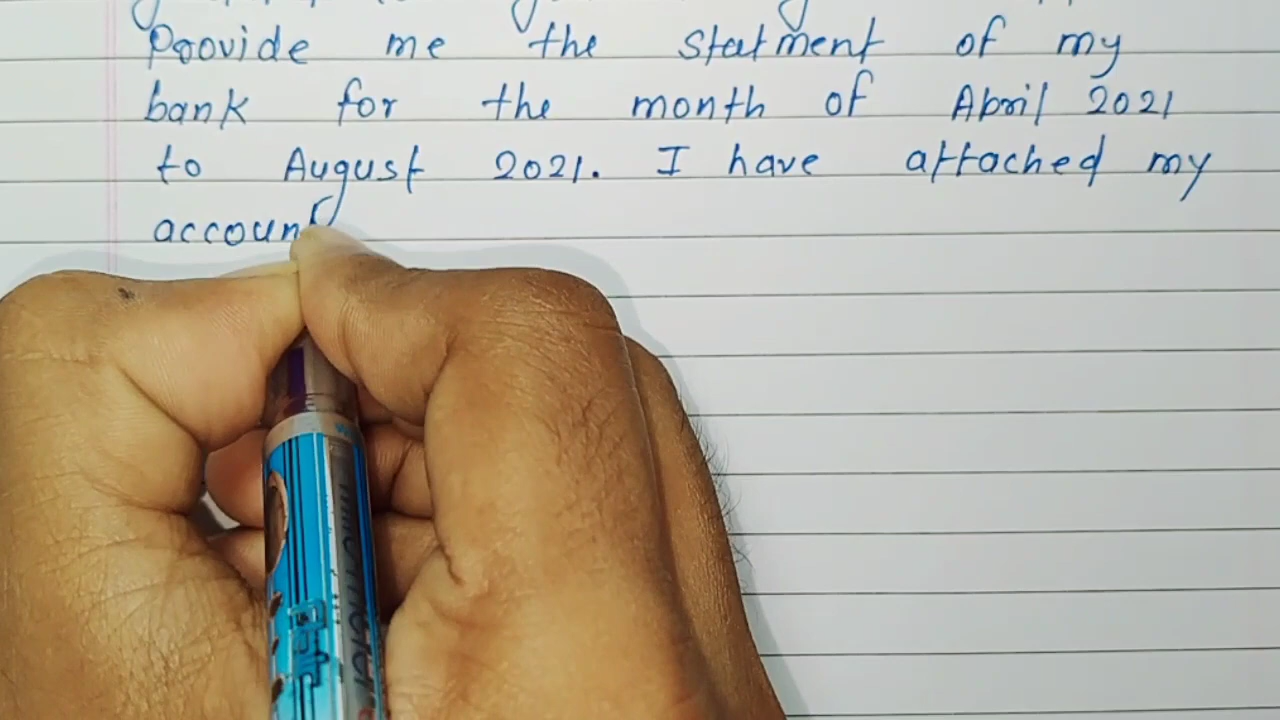 Provide me the statment of my
bank for the month of April 2021
to August 2021. I have attached my
account